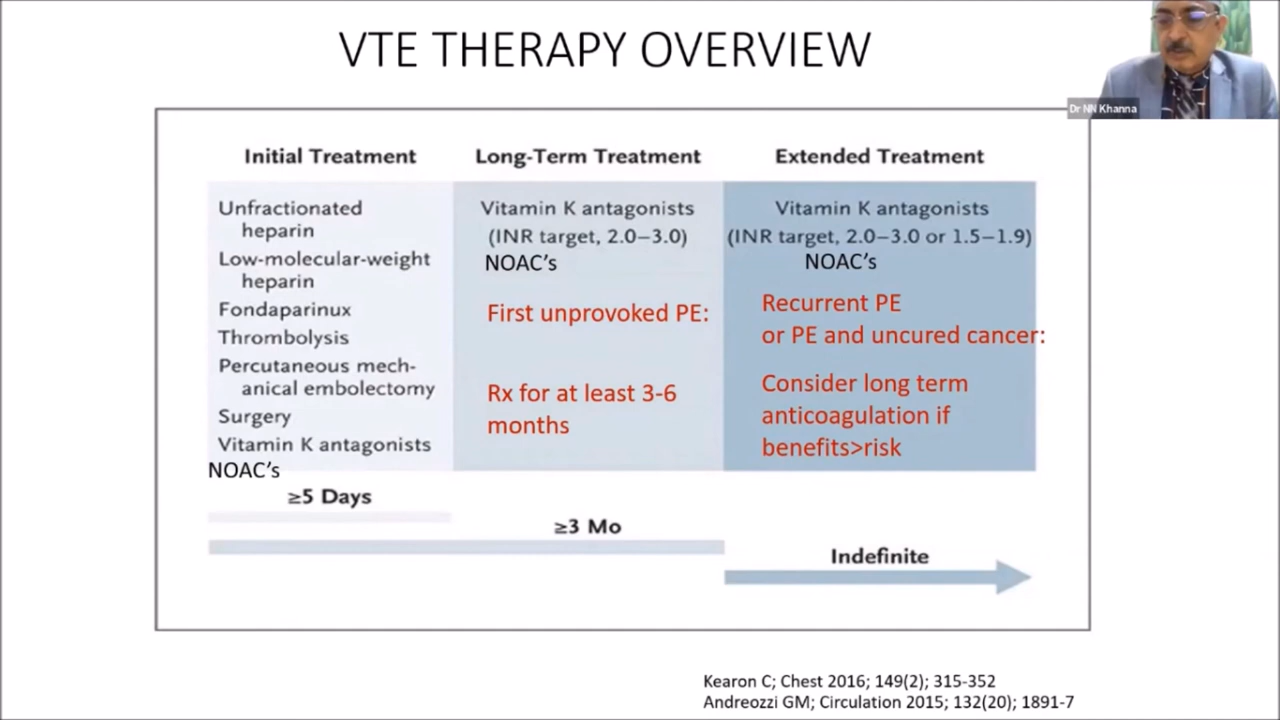 VTE THERAPY OVERVIEW
Dr NN Khanna
Initial Treatment
Unfractionated
heparin
Low-molecular-weight
heparin
Fondaparinux
Thrombolysis
Percutaneous mech-
anical embolectomy
Surgery
Vitamin K antagonists
NOAC's
≥5 Days
Long-Term Treatment
Vitamin K antagonists
(INR target, 2.0–3.0)
NOAC's
First unprovoked PE:
Rx for at least 3-6
months
≥3 Mo
Extended Treatment
Vitamin K antagonists
(INR target, 2.0–3.0 or 1.5–1.9)
NOAC's
Recurrent PE
or PE and uncured cancer:
Consider long term
anticoagulation if
benefits>risk
Indefinite
Kearon C; Chest 2016; 149(2); 315-352
Andreozzi GM; Circulation 2015; 132(20); 1891-7